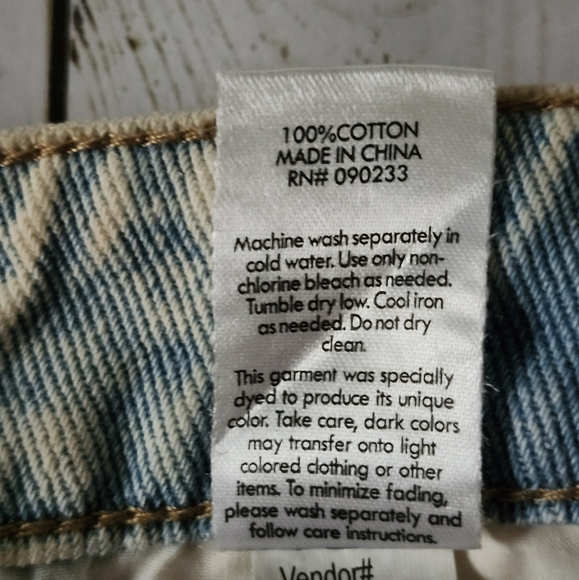 100%COTTON
MADE IN CHINA
RN# 090233
Machine wash separately in
cold water. Use only non-
chlorine bleach as needed.
Tumble dry low. Cool iron
as needed. Do not dry
clean.
This garment was specially
dyed to produce its unique
color. Take care, dark colors
may transfer onto light
colored clothing or other
items. To minimize fading,
please wash separately and
follow care instructions.
Vendor#